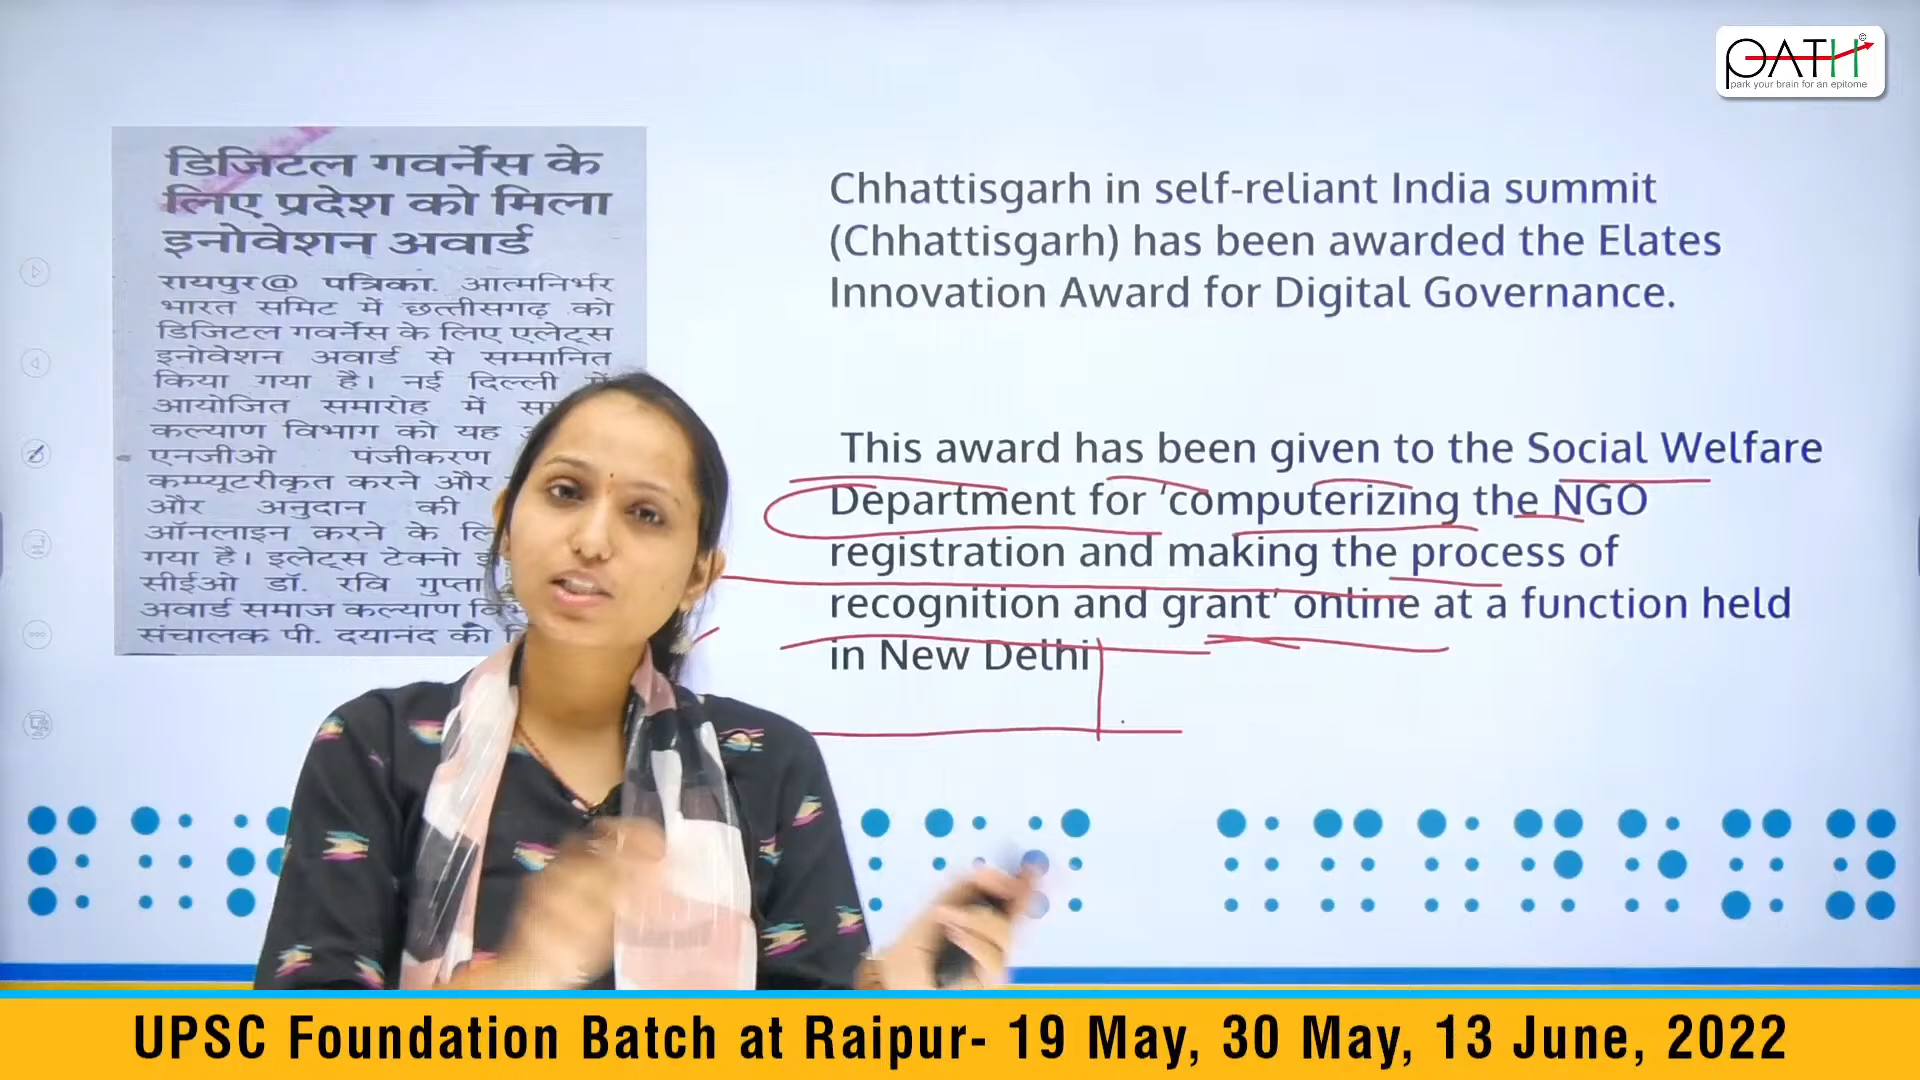 PATH
park your brain for an epitome
डिजिटल गवर्नेंस के
लिए प्रदेश को मिला
इनोवेशन अवार्ड
रायपुर@ पत्रिका. आत्मनिर्भर
भारत समिट में छत्तीसगढ़ को
डिजिटल गवर्नेंस के लिए एलेट्स
इनोवेशन अवार्ड से सम्मानित
किया गया है। नई दिल्ली में
आयोजित समारोह में
कल्याण विभाग को यह
एनजीओ पंजीकरण
कम्प्यूटरीकृत करने और
और अनुदान की
ऑनलाइन करने के
गया है। इलेट्स टेक्नो
सीईओ डॉ. रवि गुप्ता
अवार्ड समाज कल्याण
संचालक पी. दयानंद को
Chhattisgarh in self-reliant India summit
(Chhattisgarh) has been awarded the Elates
Innovation Award for Digital Governance.
This award has been given to the Social Welfare
Department for ‘computerizing the NGO
registration and making the process of
recognition and grant’ online at a function held
in New Delhi
UPSC Foundation Batch at Raipur- 19 May, 30 May, 13 June, 2022